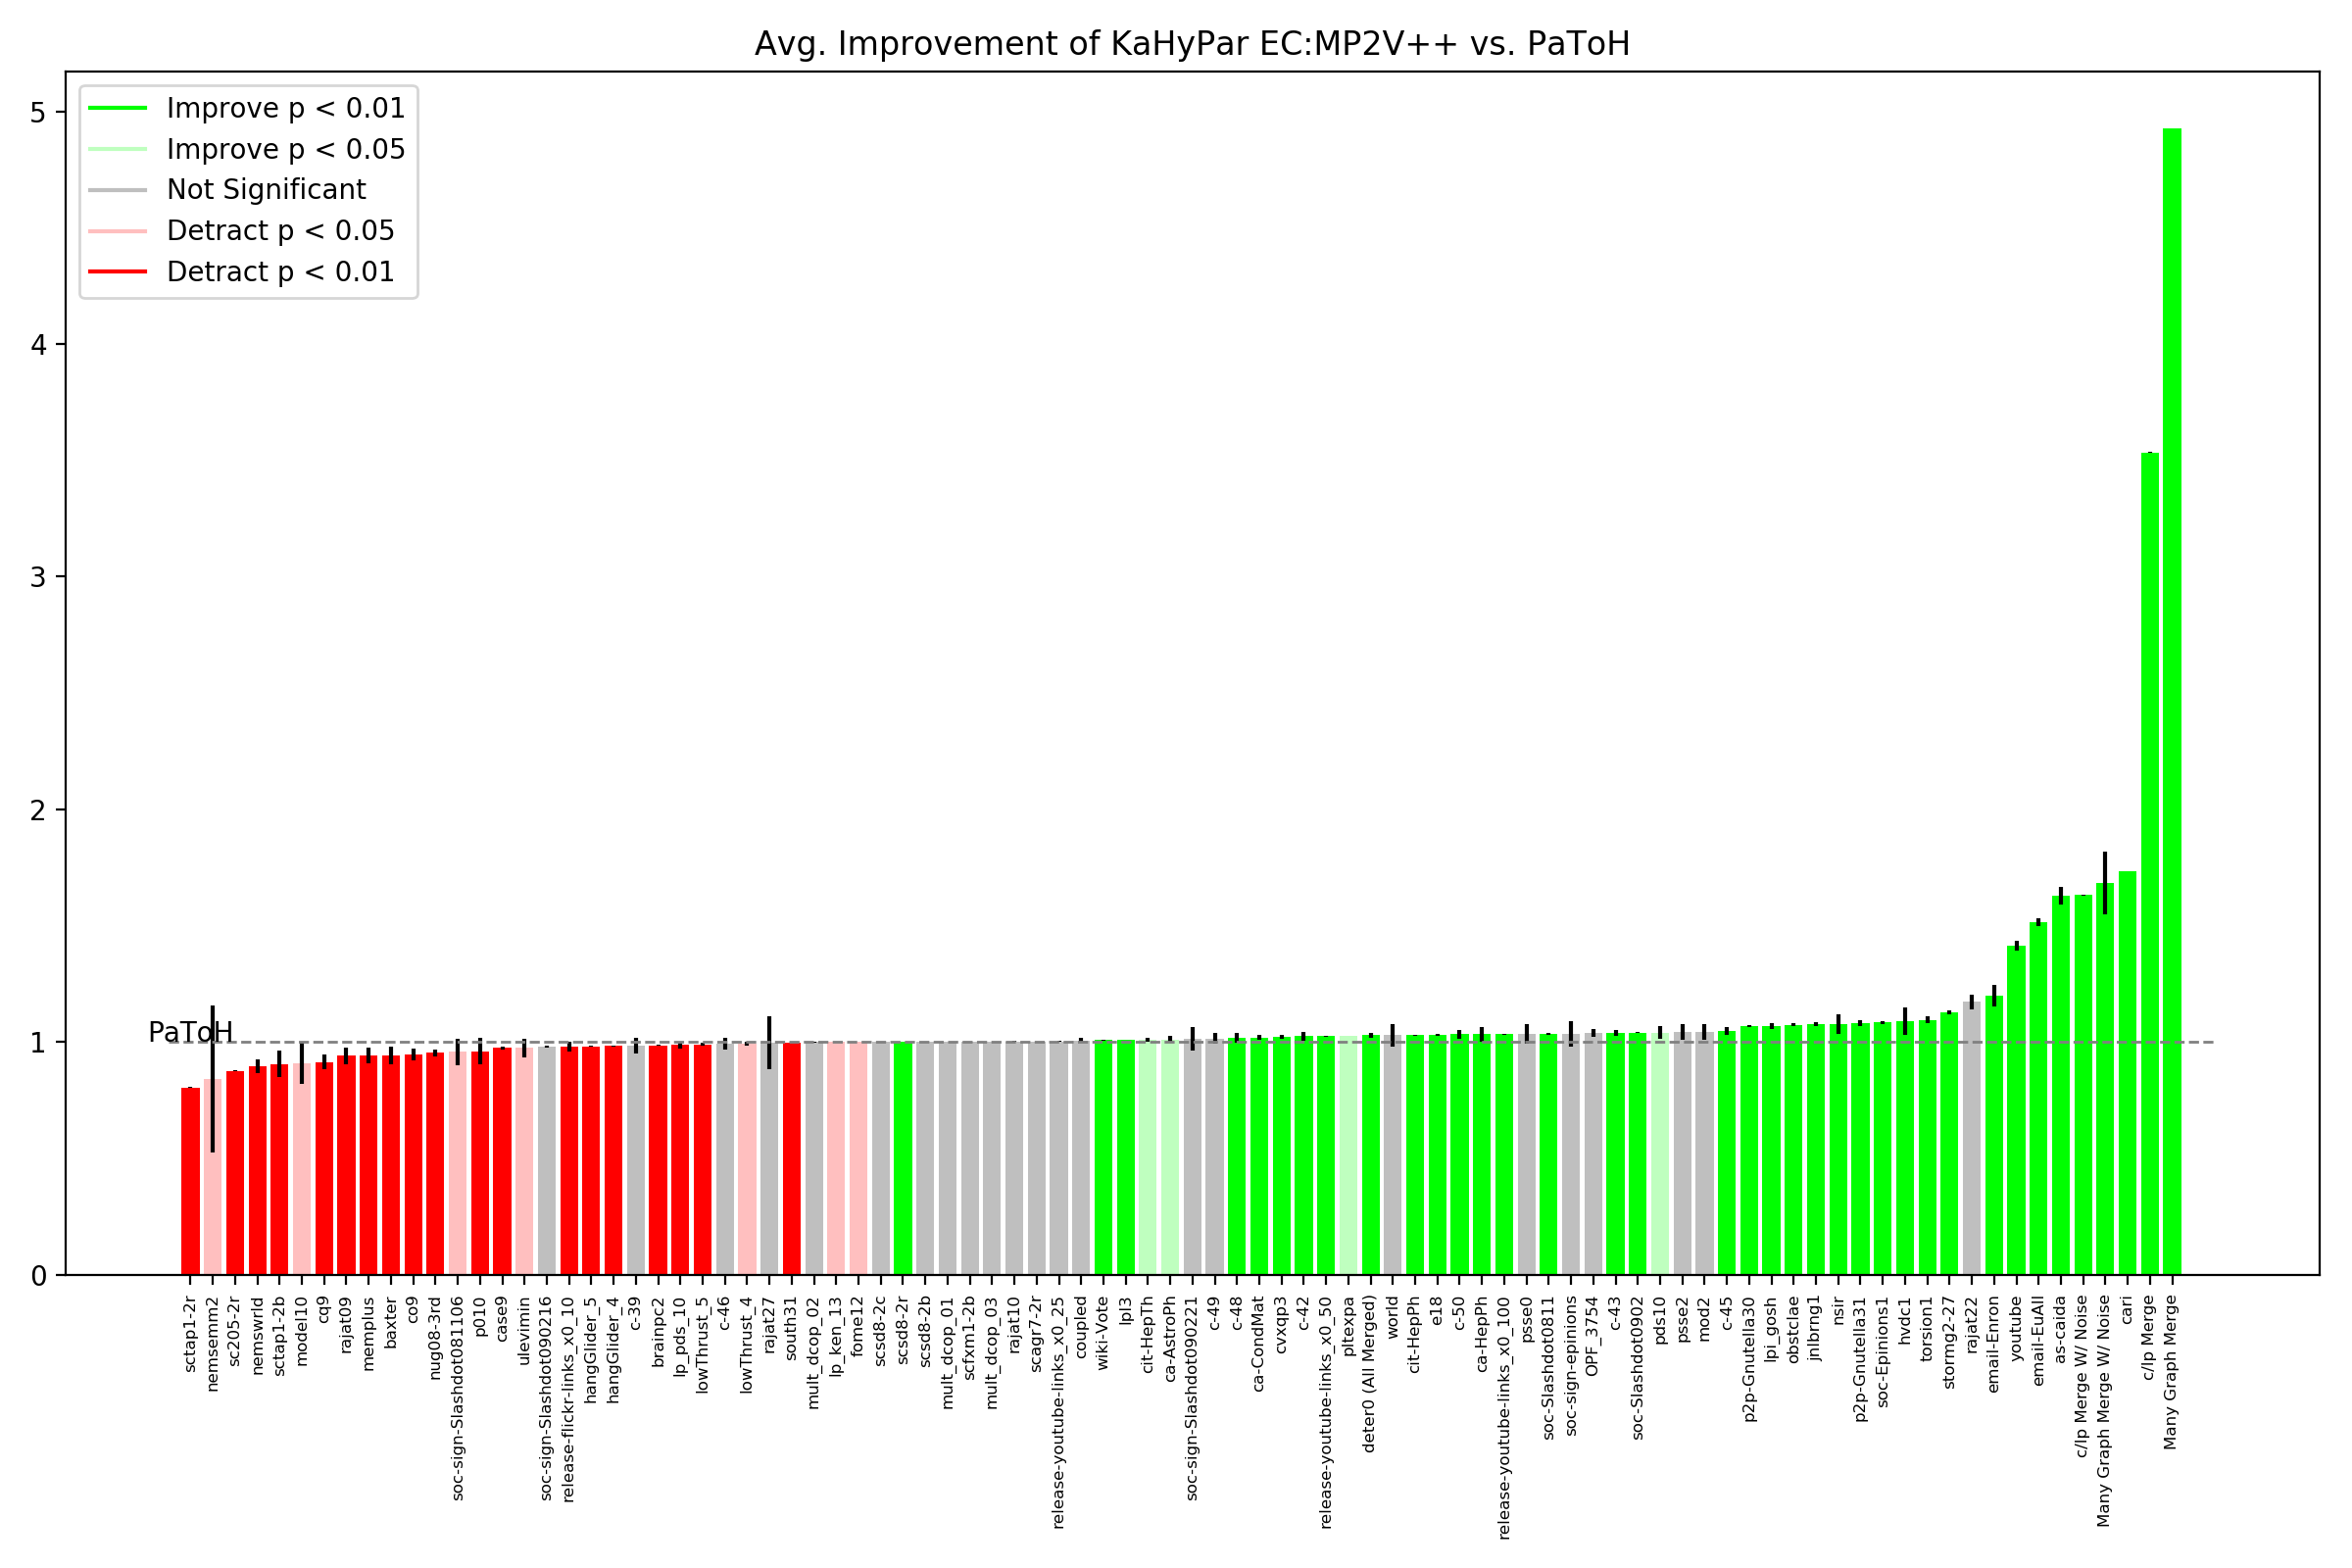 Avg. Improvement of KaHyPar EC:MP2V++ vs. PaToH
Improve p < 0.01
Improve p < 0.05
Not Significant
Detract p < 0.05
Detract p < 0.01
5
4
3
2
1
0
PaToH
sctap1-2r
nemsemm2
sc205-2r
nemswrld
sctap1-2b
model10
cq9
rajat09
memplus
baxter
co9
nug08-3rd
soc-sign-Slashdot081106
p010
case9
ulevimin
soc-sign-Slashdot090216
release-flickr-links_x0_10
hangGlider_5
hangGlider_4
c-39
brainpc2
lp_pds_10
lowThrust_5
c-46
lowThrust_4
rajat27
south31
mult_dcop_02
lp_ken_13
fome12
scsd8-2c
scsd8-2r
scsd8-2b
mult_dcop_01
scfxm1-2b
mult_dcop_03
rajat10
scagr7-2r
release-youtube-links_x0_25
coupled
wiki-Vote
lpl3
cit-HepTh
ca-AstroPh
soc-sign-Slashdot090221
c-49
c-48
ca-CondMat
cvxqp3
c-42
release-youtube-links_x0_50
pltexpa
deter0 (All Merged)
world
cit-HepPh
e18
c-50
ca-HepPh
release-youtube-links_x0_100
psse0
soc-Slashdot0811
soc-sign-epinions
OPF_3754
c-43
soc-Slashdot0902
pds10
psse2
mod2
c-45
p2p-Gnutella30
lpi_gosh
obstclae
jnlbrng1
nsir
p2p-Gnutella31
soc-Epinions1
hvdc1
torsion1
stormg2-27
rajat22
email-Enron
youtube
email-EuAll
as-caida
c/lp Merge W/ Noise
Many Graph Merge W/ Noise
cari
c/lp Merge
Many Graph Merge